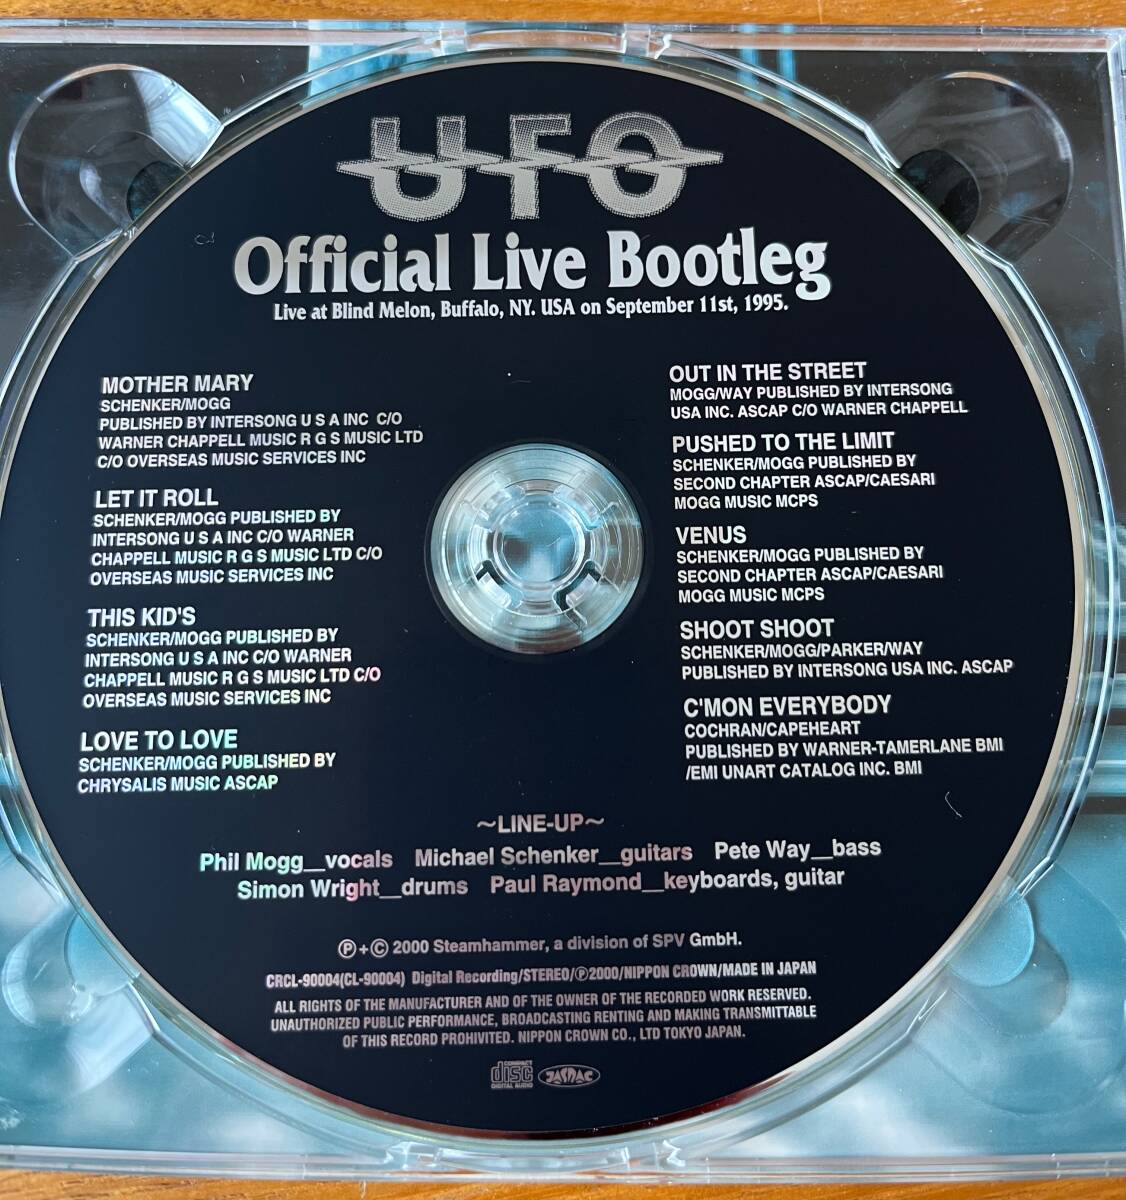 UFO
Official Live Bootleg
Live at Blind Melon, Buffalo, NY. USA on September 11st, 1995.
MOTHER MARY
SCHENKER/MOGG
PUBLISHED BY INTERSONG U S A INC C/O
WARNER CHAPPELL MUSIC R G S MUSIC LTD
C/O OVERSEAS MUSIC SERVICES INC
LET IT ROLL
SCHENKER/MOGG PUBLISHED BY
INTERSONG U S A INC C/O WARNER
CHAPPELL MUSIC R G S MUSIC LTD C/O
OVERSEAS MUSIC SERVICES INC
THIS KID'S
SCHENKER/MOGG PUBLISHED BY
INTERSONG U S A INC C/O WARNER
CHAPPELL MUSIC R G S MUSIC LTD C/O
OVERSEAS MUSIC SERVICES INC
LOVE TO LOVE
SCHENKER/MOGG PUBLISHED BY
CHRYSALIS MUSIC ASCAP
OUT IN THE STREET
MOGG/WAY PUBLISHED BY INTERSONG
USA INC. ASCAP C/O WARNER CHAPPELL
PUSHED TO THE LIMIT
SCHENKER/MOGG PUBLISHED BY
SECOND CHAPTER ASCAP/CAESARI
MOGG MUSIC MCPS
VENUS
SCHENKER/MOGG PUBLISHED BY
SECOND CHAPTER ASCAP/CAESARI
MOGG MUSIC MCPS
SHOOT SHOOT
SCHENKER/MOGG/PARKER/WAY
PUBLISHED BY INTERSONG USA INC. ASCAP
C'MON EVERYBODY
COCHRAN/CAPEHEART
PUBLISHED BY WARNER-TAMERLANE BMI
/EMI UNART CATALOG INC. BMI
~LINE-UP~
Phil Mogg__vocals Michael Schenker__guitars Pete Way__bass
Simon Wright__drums Paul Raymond__keyboards, guitar
℗+© 2000 Steamhammer, a division of SPV GmbH.
CRCL-90004(CL-90004) Digital Recording/STEREO/℗2000/NIPPON CROWN/MADE IN JAPAN
ALL RIGHTS OF THE MANUFACTURER AND OF THE OWNER OF THE RECORDED WORK RESERVED.
UNAUTHORIZED PUBLIC PERFORMANCE, BROADCASTING RENTING AND MAKING TRANSMITTABLE
OF THIS RECORD PROHIVITED. NIPPON CROWN CO., LTD TOKYO JAPAN.
COMPACT disc DIGITAL AUDIO JASRAC